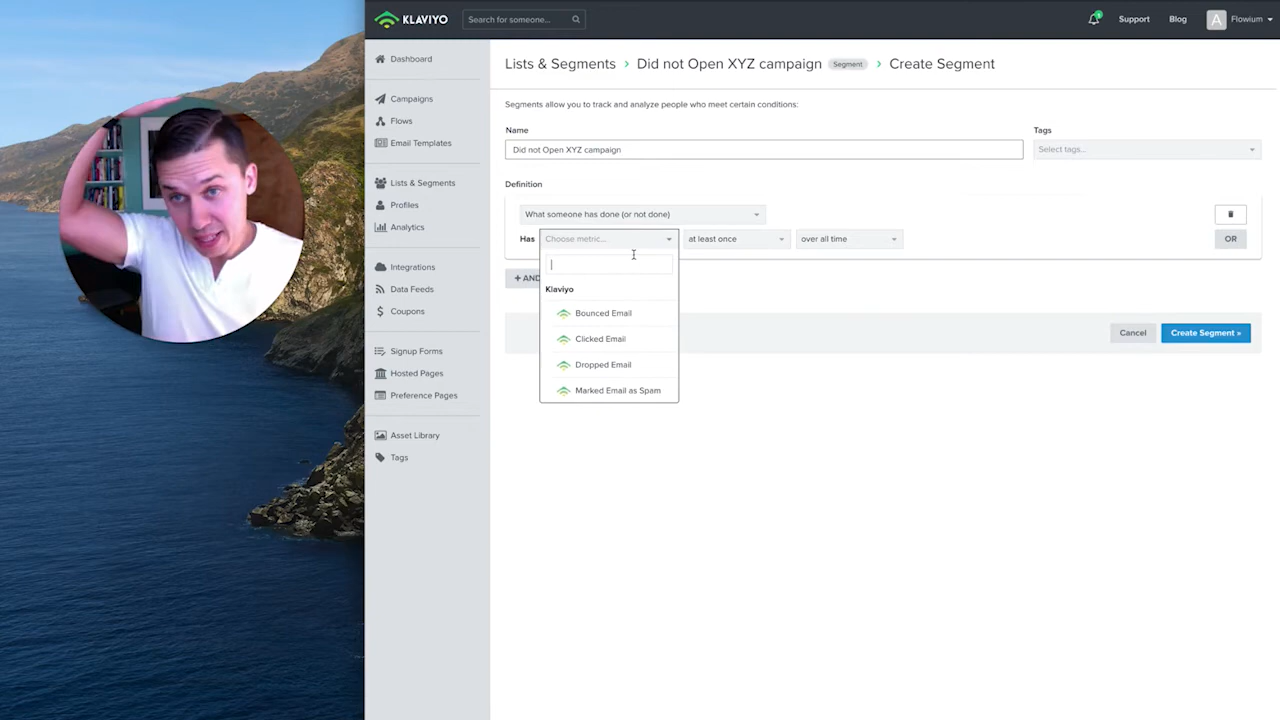 KLAVIYO
Search for someone...
Support
Blog
A
Flowium
Dashboard
Campaigns
Flows
Email Templates
Lists & Segments
Profiles
Analytics
Integrations
Data Feeds
Coupons
Signup Forms
Hosted Pages
Preference Pages
Asset Library
Tags
Lists & Segments › Did not Open XYZ campaign Segment › Create Segment
Segments allow you to track and analyze people who meet certain conditions:
Name
Tags
Did not Open XYZ campaign
Select tags...
Definition
What someone has done (or not done)
Has Choose metric... at least once over all time OR
+ AND
Klaviyo
Bounced Email
Clicked Email
Dropped Email
Marked Email as Spam
Cancel
Create Segment »